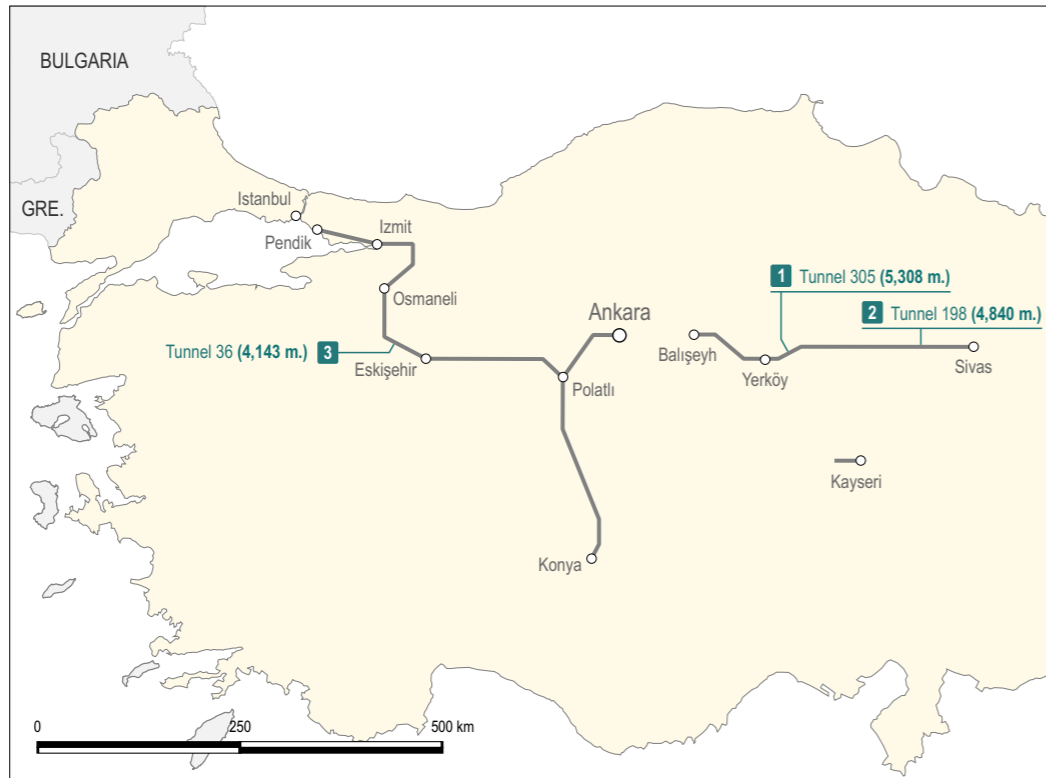 BULGARIA
GRE.
Istanbul
Pendik
Izmit
Osmaneli
1 Tunnel 305 (5,308 m.)
2 Tunnel 198 (4,840 m.)
Ankara
Tunnel 36 (4,143 m.) 3
Eskişehir
Balışeyh
Yerköy
Sivas
Polatlı
Kayseri
Konya
0 250 500 km